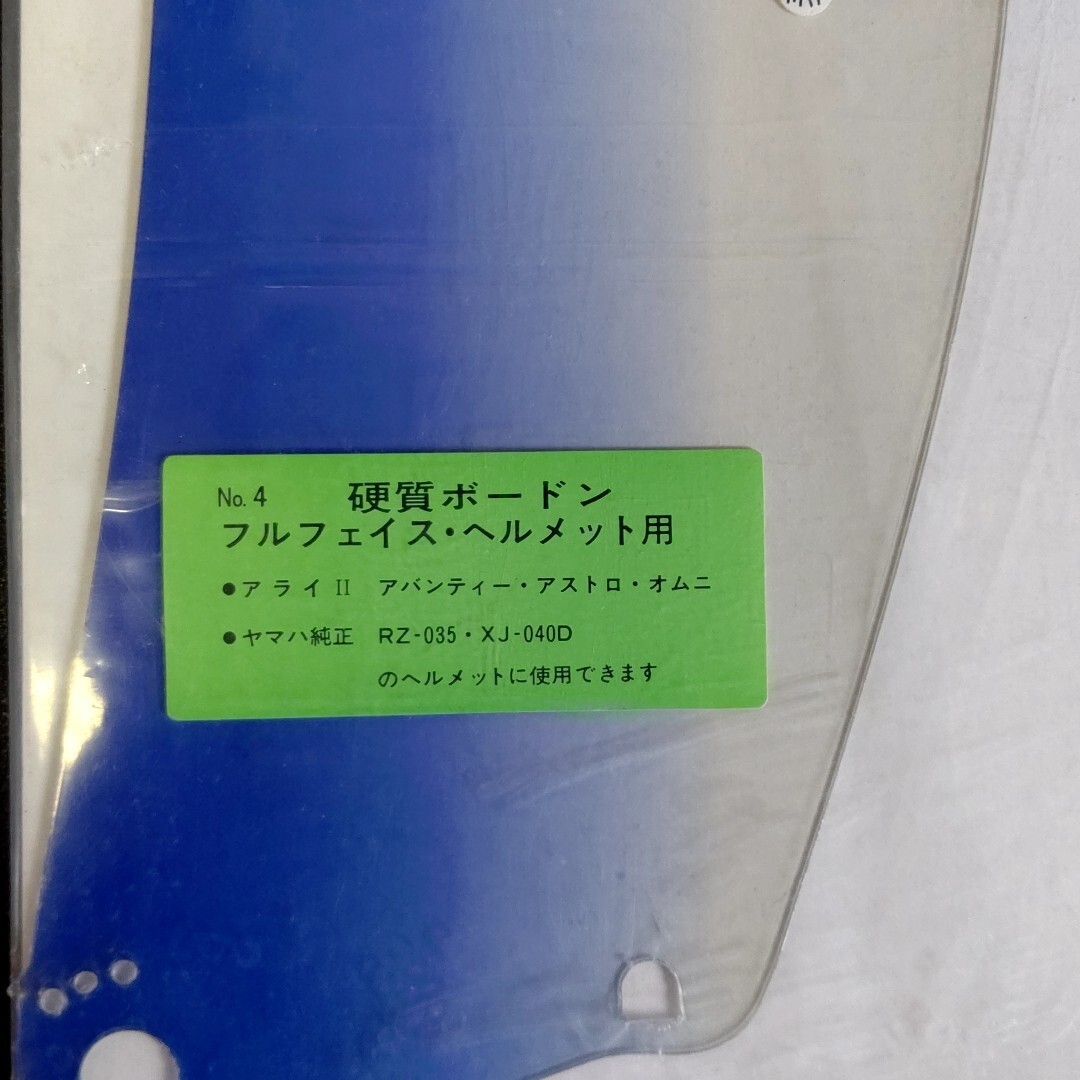 No.4 硬質ボードン
フルフェイス・ヘルメット用
●アライII アバンティー・アストロ・オムニ
●ヤマハ純正 RZ-035・XJ-040D
のヘルメットに使用できます